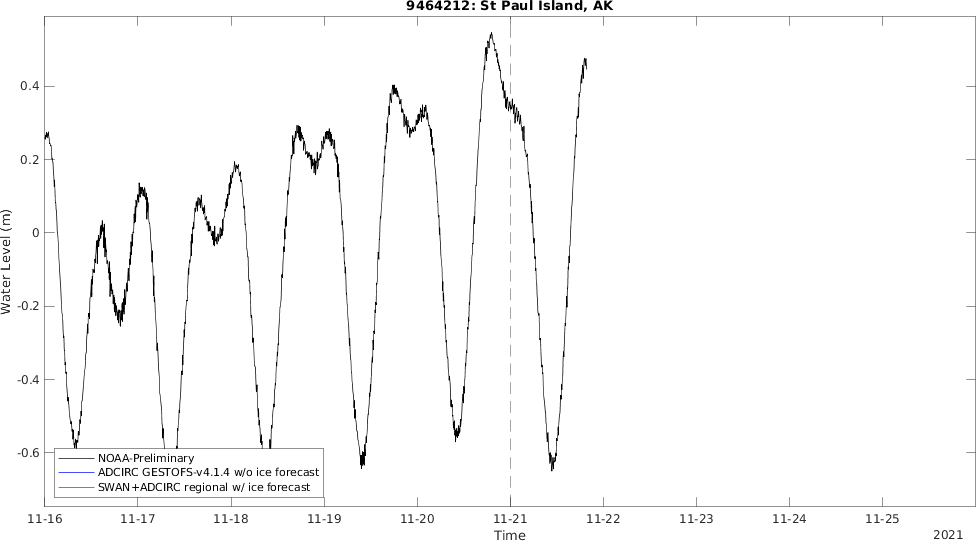 9464212: St Paul Island, AK
0.4
0.2
0
-0.2
-0.4
-0.6
Water Level (m)
NOAA-Preliminary
ADCIRC GESTOFS-v4.1.4 w/o ice forecast
SWAN+ADCIRC regional w/ ice forecast
11-16 11-17 11-18 11-19 11-20 11-21 11-22 11-23 11-24 11-25
Time
2021